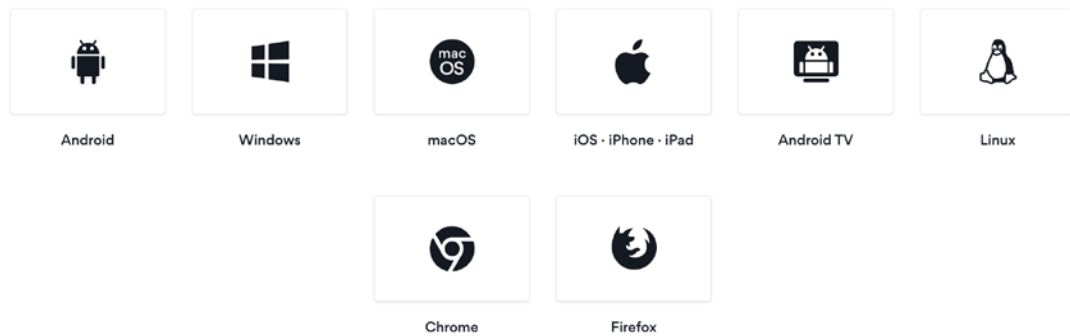 mac
OS
Android
Windows
macOS
iOS · iPhone · iPad
Android TV
Linux
Chrome
Firefox